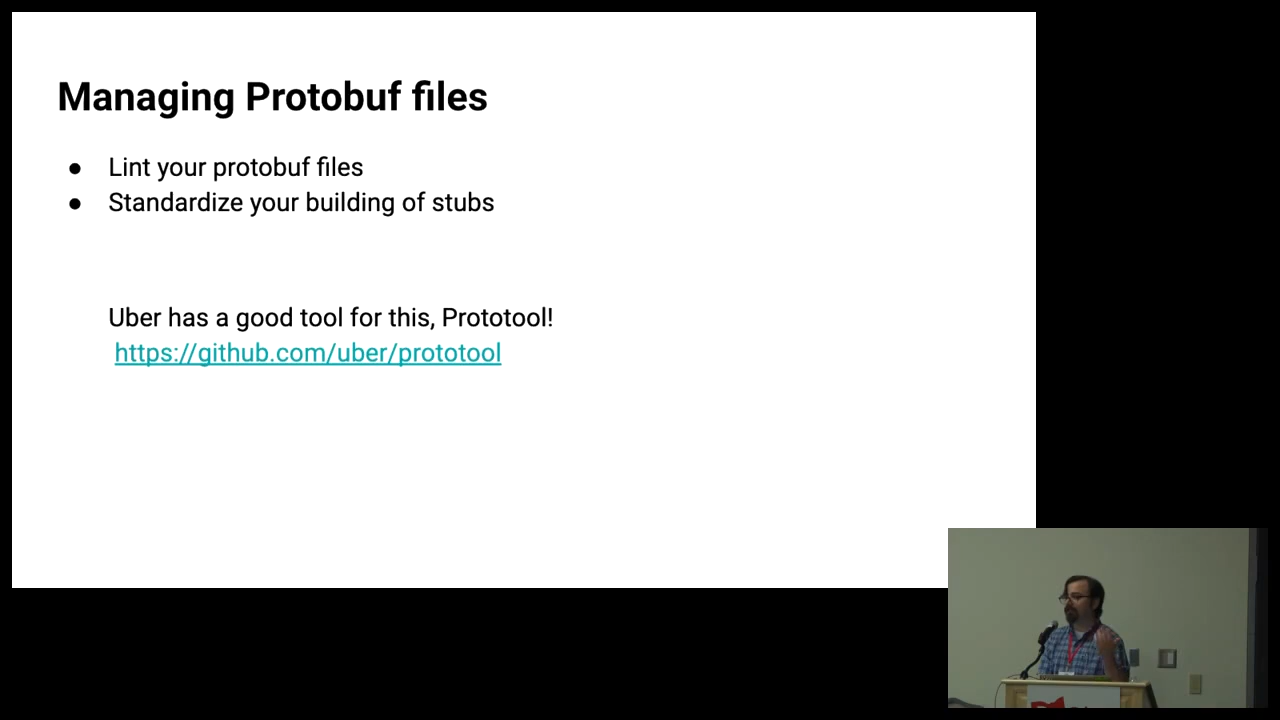 Managing Protobuf files
● Lint your protobuf files
● Standardize your building of stubs
Uber has a good tool for this, Prototool!
https://github.com/uber/prototool